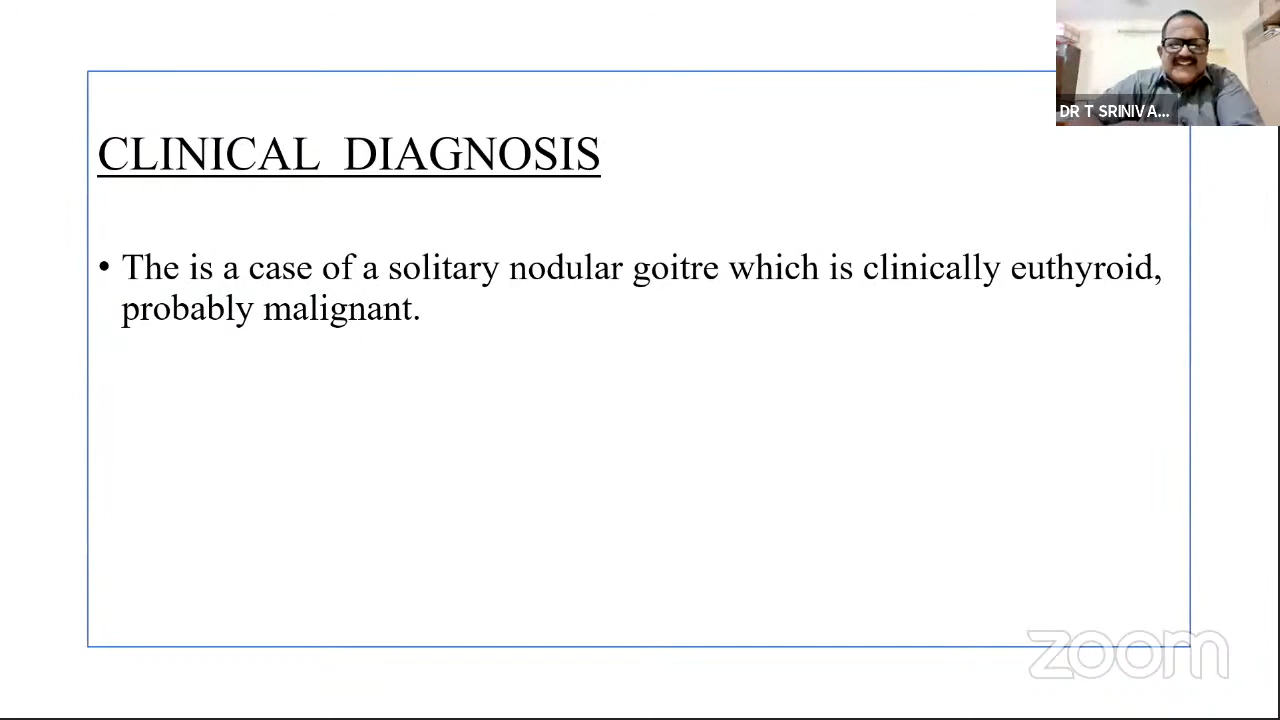 DR T SRINIVA...
CLINICAL DIAGNOSIS
• The is a case of a solitary nodular goitre which is clinically euthyroid,
probably malignant.
zoom